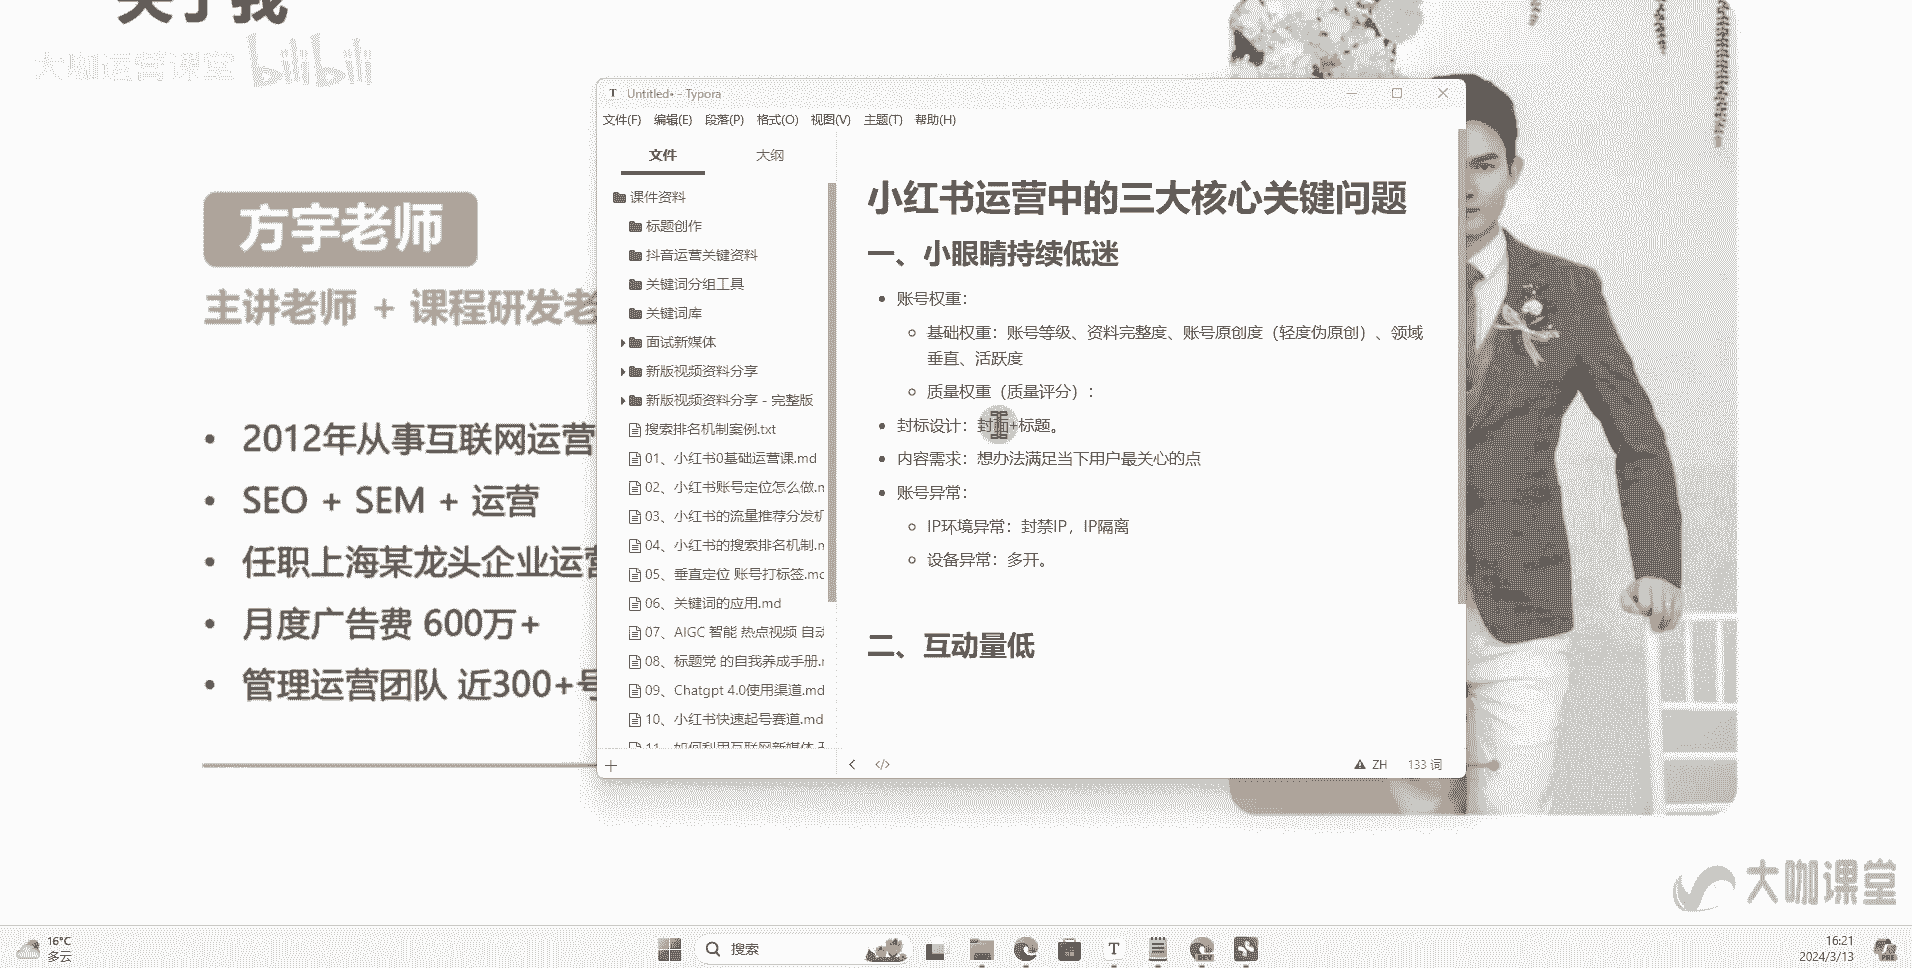 关于我
大咖运营课堂 bilibili
方宇老师
主讲老师 + 课程研发老
2012年从事互联网运营
SEO + SEM + 运营
任职上海某龙头企业运营
月度广告费 600万+
管理运营团队 近300+号
Untitled• - Typora
文件(F) 编辑(E) 段落(P) 格式(O) 视图(V) 主题(T) 帮助(H)
文件 大纲
课件资料
标题创作
抖音运营关键资料
关键词分组工具
关键词库
面试新媒体
新版视频资料分享
新版视频资料分享 - 完整版
搜索排名机制案例.txt
01、小红书0基础运营课.md
02、小红书账号定位怎么做.m
03、小红书的流量推荐分发机
04、小红书的搜索排名机制.m
05、垂直定位 账号打标签.mc
06、关键词的应用.md
07、AIGC 智能 热点视频 自动
08、标题党 的自我养成手册.r
09、Chatgpt 4.0使用渠道.md
10、小红书快速起号赛道.md
11、如何利用互联网新媒体
小红书运营中的三大核心关键问题
一、小眼睛持续低迷
账号权重：
基础权重：账号等级、资料完整度、账号原创度（轻度伪原创）、领域
垂直、活跃度
质量权重（质量评分）：
封标设计：封面+标题。
内容需求：想办法满足当下用户最关心的点
账号异常：
IP环境异常：封禁IP，IP隔离
设备异常：多开。
二、互动量低
ZH 133 词
大咖课堂
16°C
多云
搜索
16:21
2024/3/13